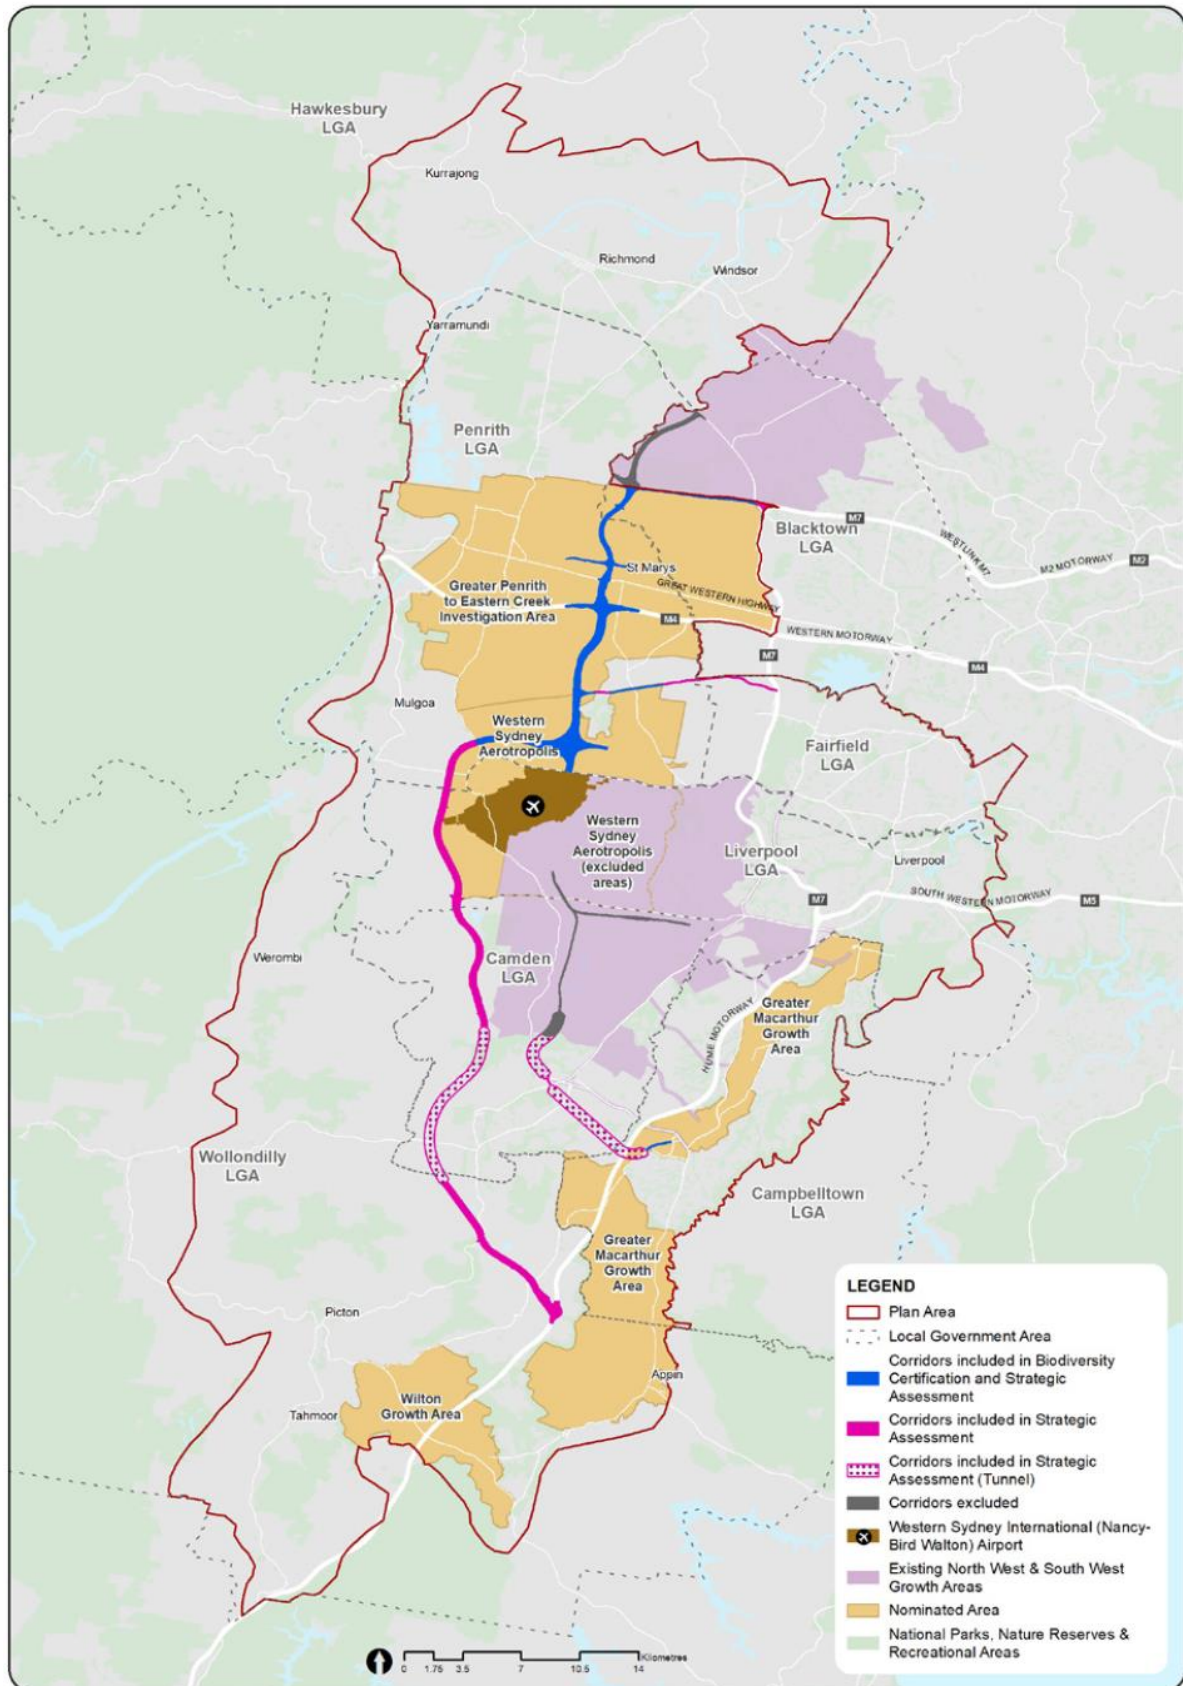 Hawkesbury
LGA
Kurrajong
Richmond
Windsor
Yarramundi
Penrith
LGA
Blacktown
LGA
M7
WESTLINK M7
M2 MOTORWAY
M2
St Marys
GREAT WESTERN HIGHWAY
Greater Penrith
to Eastern Creek
Investigation Area
M4
WESTERN MOTORWAY
M7
M4
Mulgoa
Western
Sydney
Aerotropolis
Fairfield
LGA
Western
Sydney
Aerotropolis
(excluded
areas)
Liverpool
LGA
Liverpool
SOUTH WESTERN MOTORWAY
M7
M5
Werombi
Camden
LGA
HUME MOTORWAY
Greater
Macarthur
Growth
Area
Wollondilly
LGA
Campbelltown
LGA
Greater
Macarthur
Growth
Area
Picton
Appin
Wilton
Growth Area
Tahmoor
LEGEND
Plan Area
Local Government Area
Corridors included in Biodiversity
Certification and Strategic
Assessment
Corridors included in Strategic
Assessment
Corridors included in Strategic
Assessment (Tunnel)
Corridors excluded
Western Sydney International (Nancy-
Bird Walton) Airport
Existing North West & South West
Growth Areas
Nominated Area
National Parks, Nature Reserves &
Recreational Areas
Kilometres
0 1.75 3.5 7 10.5 14